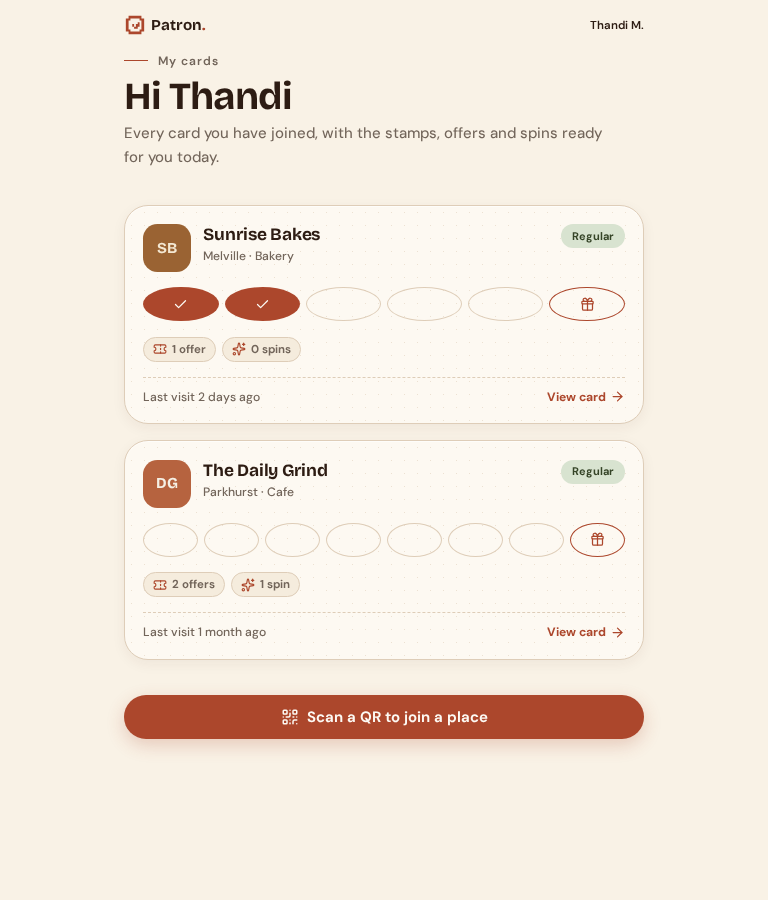 Patron.
Thandi M.
My cards
Hi Thandi
Every card you have joined, with the stamps, offers and spins ready
for you today.
SB
Sunrise Bakes
Melville · Bakery
Regular
1 offer
0 spins
Last visit 2 days ago
View card
DG
The Daily Grind
Parkhurst · Cafe
Regular
2 offers
1 spin
Last visit 1 month ago
View card
Scan a QR to join a place